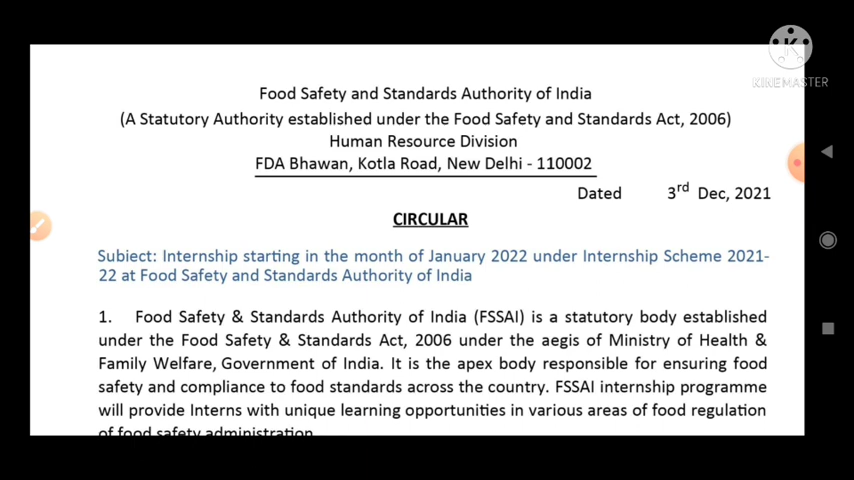 KINEMASTER
Food Safety and Standards Authority of India
(A Statutory Authority established under the Food Safety and Standards Act, 2006)
Human Resource Division
FDA Bhawan, Kotla Road, New Delhi - 110002
Dated 3rd Dec, 2021
CIRCULAR
Subject: Internship starting in the month of January 2022 under Internship Scheme 2021-
22 at Food Safety and Standards Authority of India
1. Food Safety & Standards Authority of India (FSSAI) is a statutory body established
under the Food Safety & Standards Act, 2006 under the aegis of Ministry of Health &
Family Welfare, Government of India. It is the apex body responsible for ensuring food
safety and compliance to food standards across the country. FSSAI internship programme
will provide Interns with unique learning opportunities in various areas of food regulation
of food safety administration.